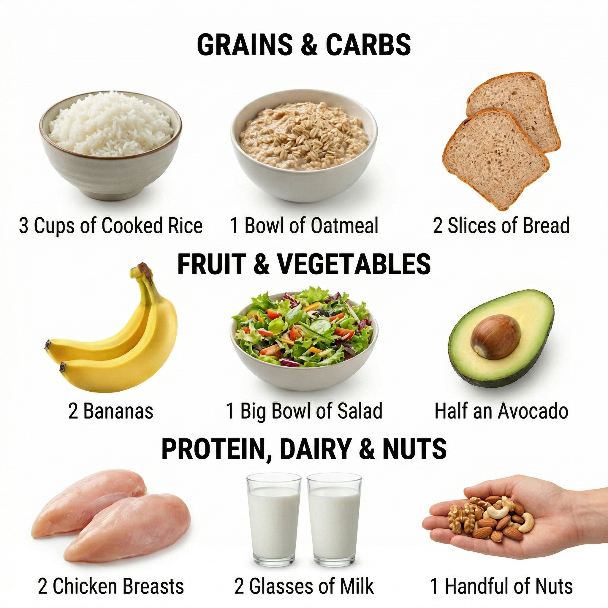 GRAINS & CARBS
3 Cups of Cooked Rice
1 Bowl of Oatmeal
2 Slices of Bread
FRUIT & VEGETABLES
2 Bananas
1 Big Bowl of Salad
Half an Avocado
PROTEIN, DAIRY & NUTS
2 Chicken Breasts
2 Glasses of Milk
1 Handful of Nuts